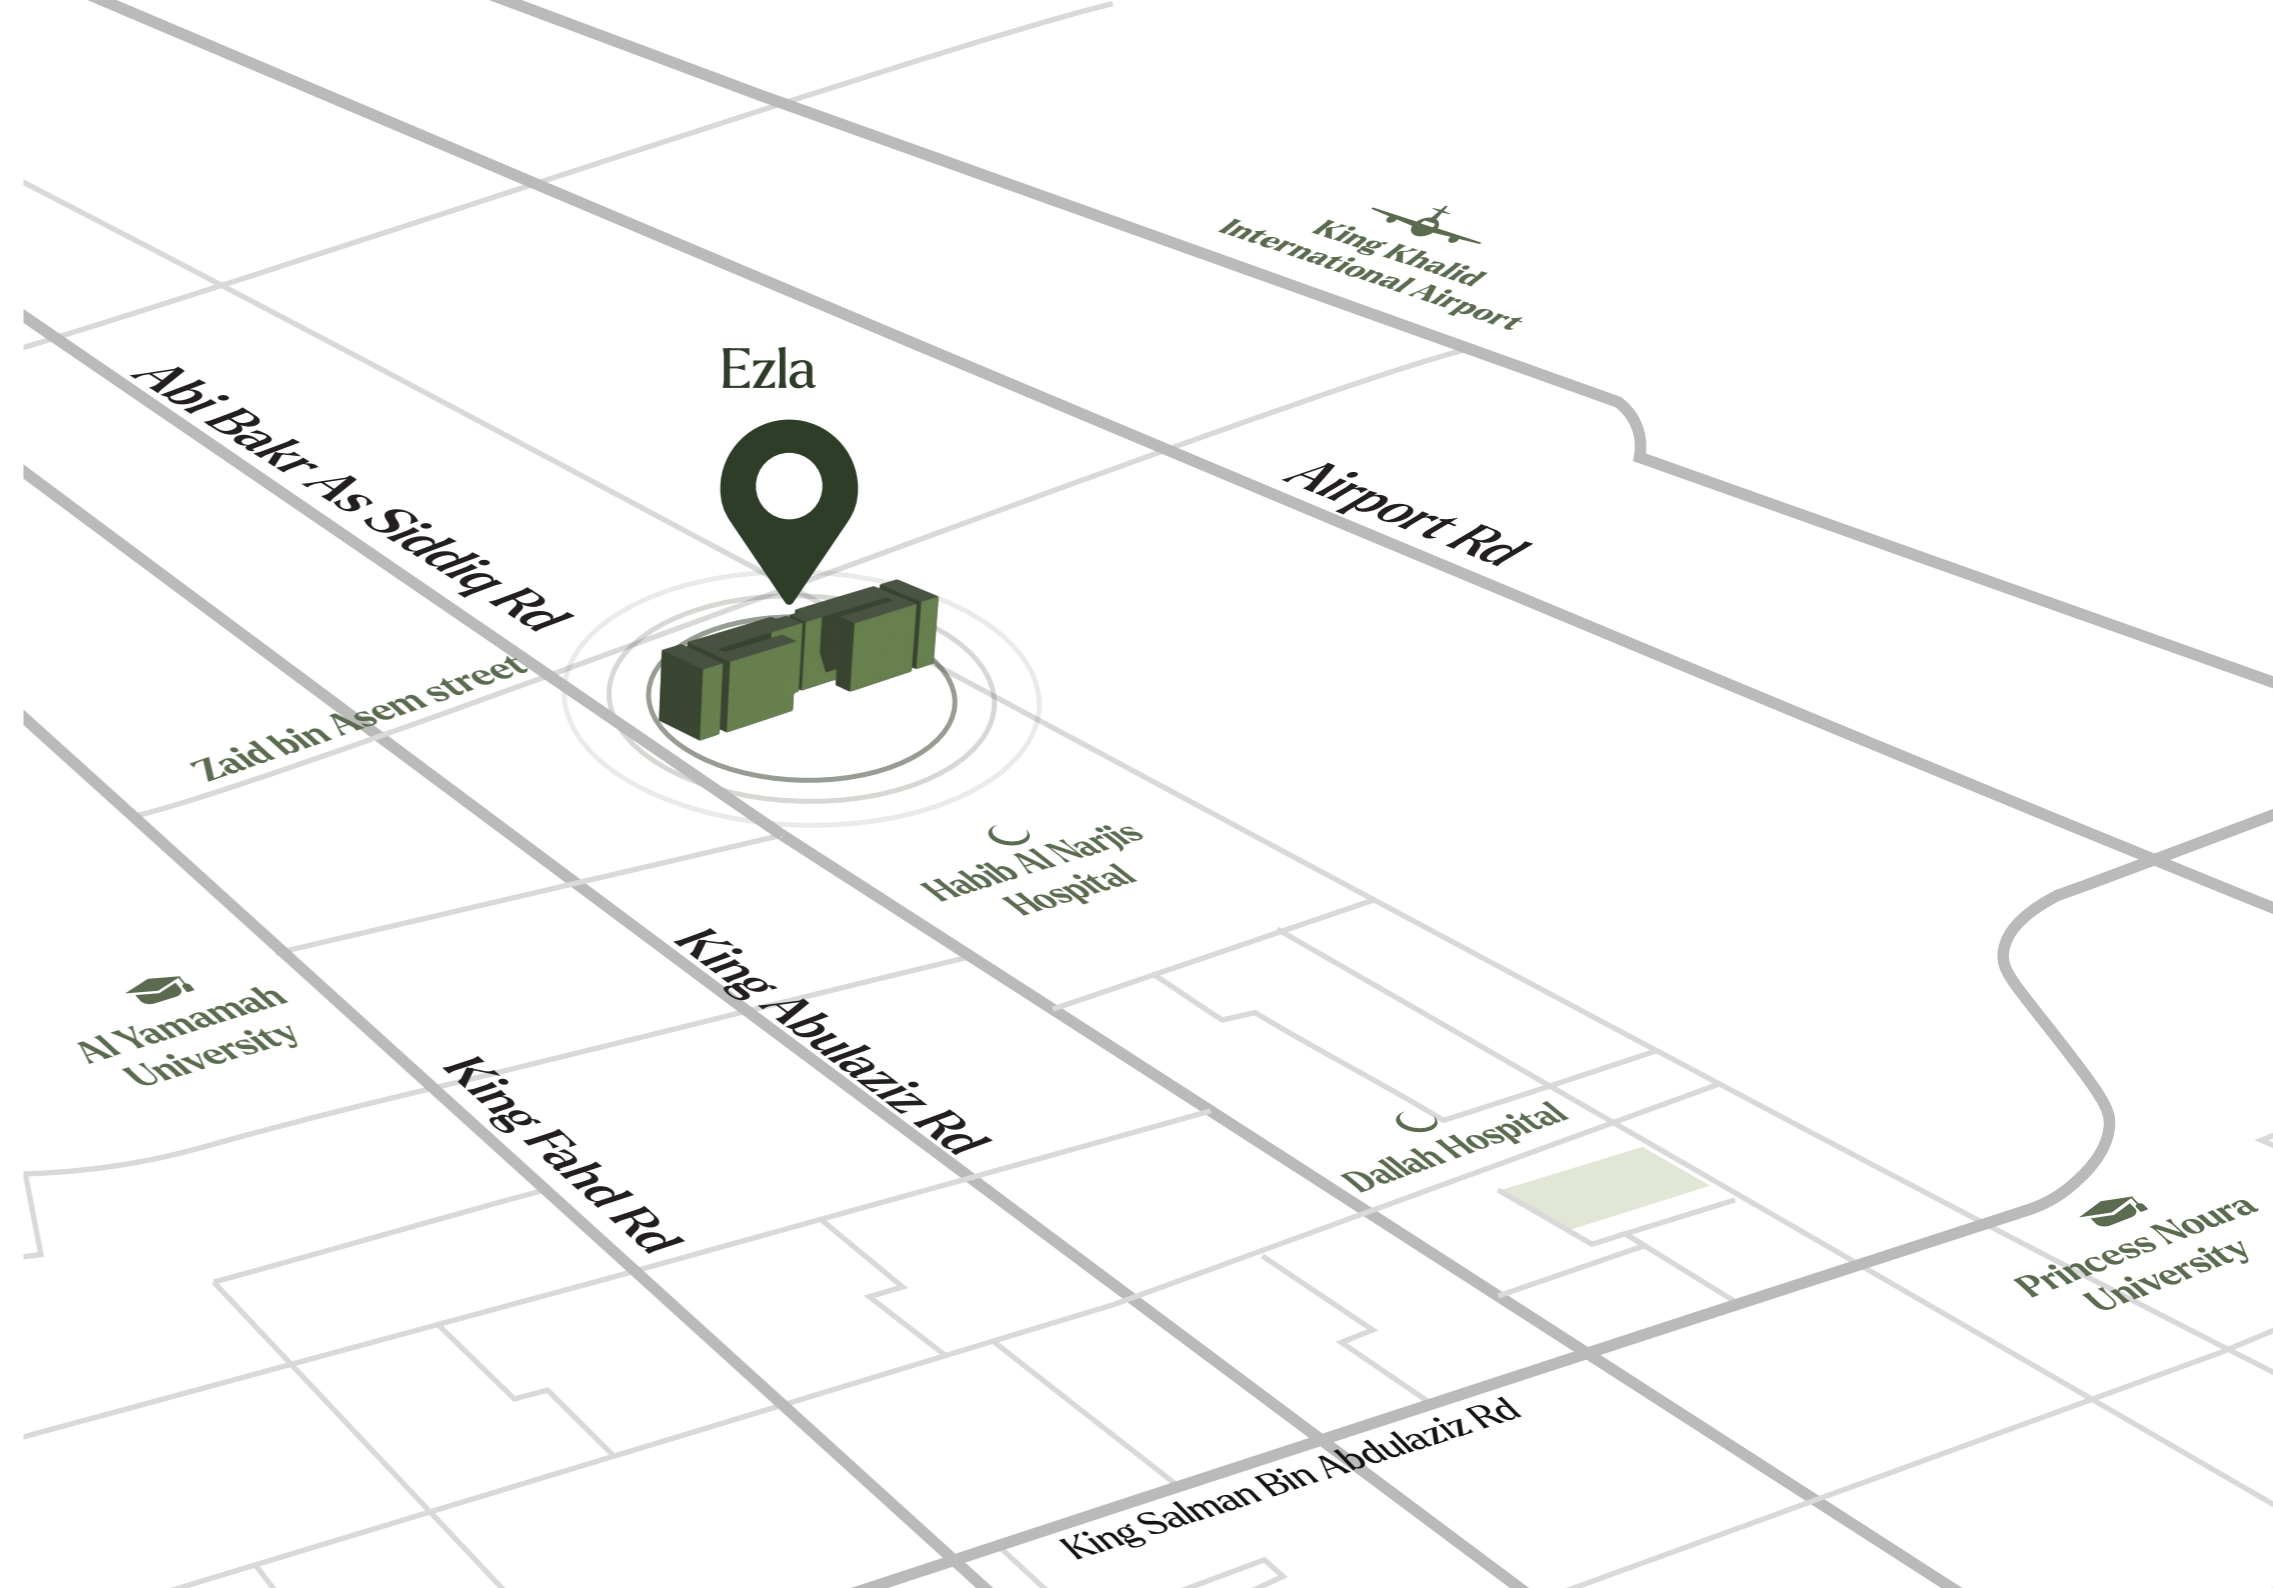 King Khalid
International Airport
Ezla
Abi Bakr As Siddiq Rd
Airport Rd
Zaid bin Asem street
Habib Al Narjis
Hospital
King Abulaziz Rd
Al Yamamah
University
King Fahd Rd
Dallah Hospital
Princess Noura
University
King Salman Bin Abdulaziz Rd